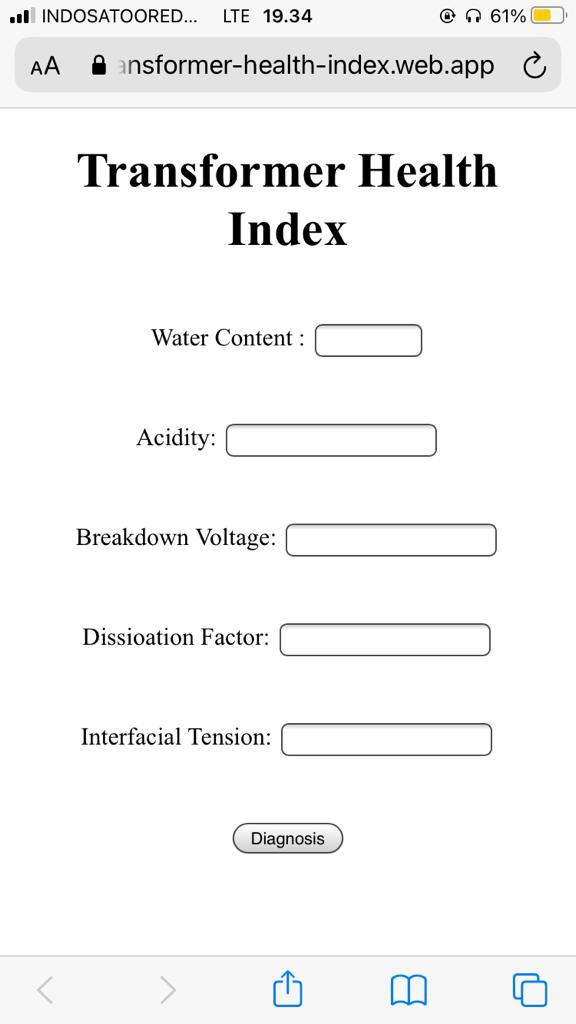 INDOSATOORED... LTE 19.34 61%
AA ansformer-health-index.web.app
Transformer Health
Index
Water Content :
Acidity:
Breakdown Voltage:
Dissioation Factor:
Interfacial Tension:
Diagnosis